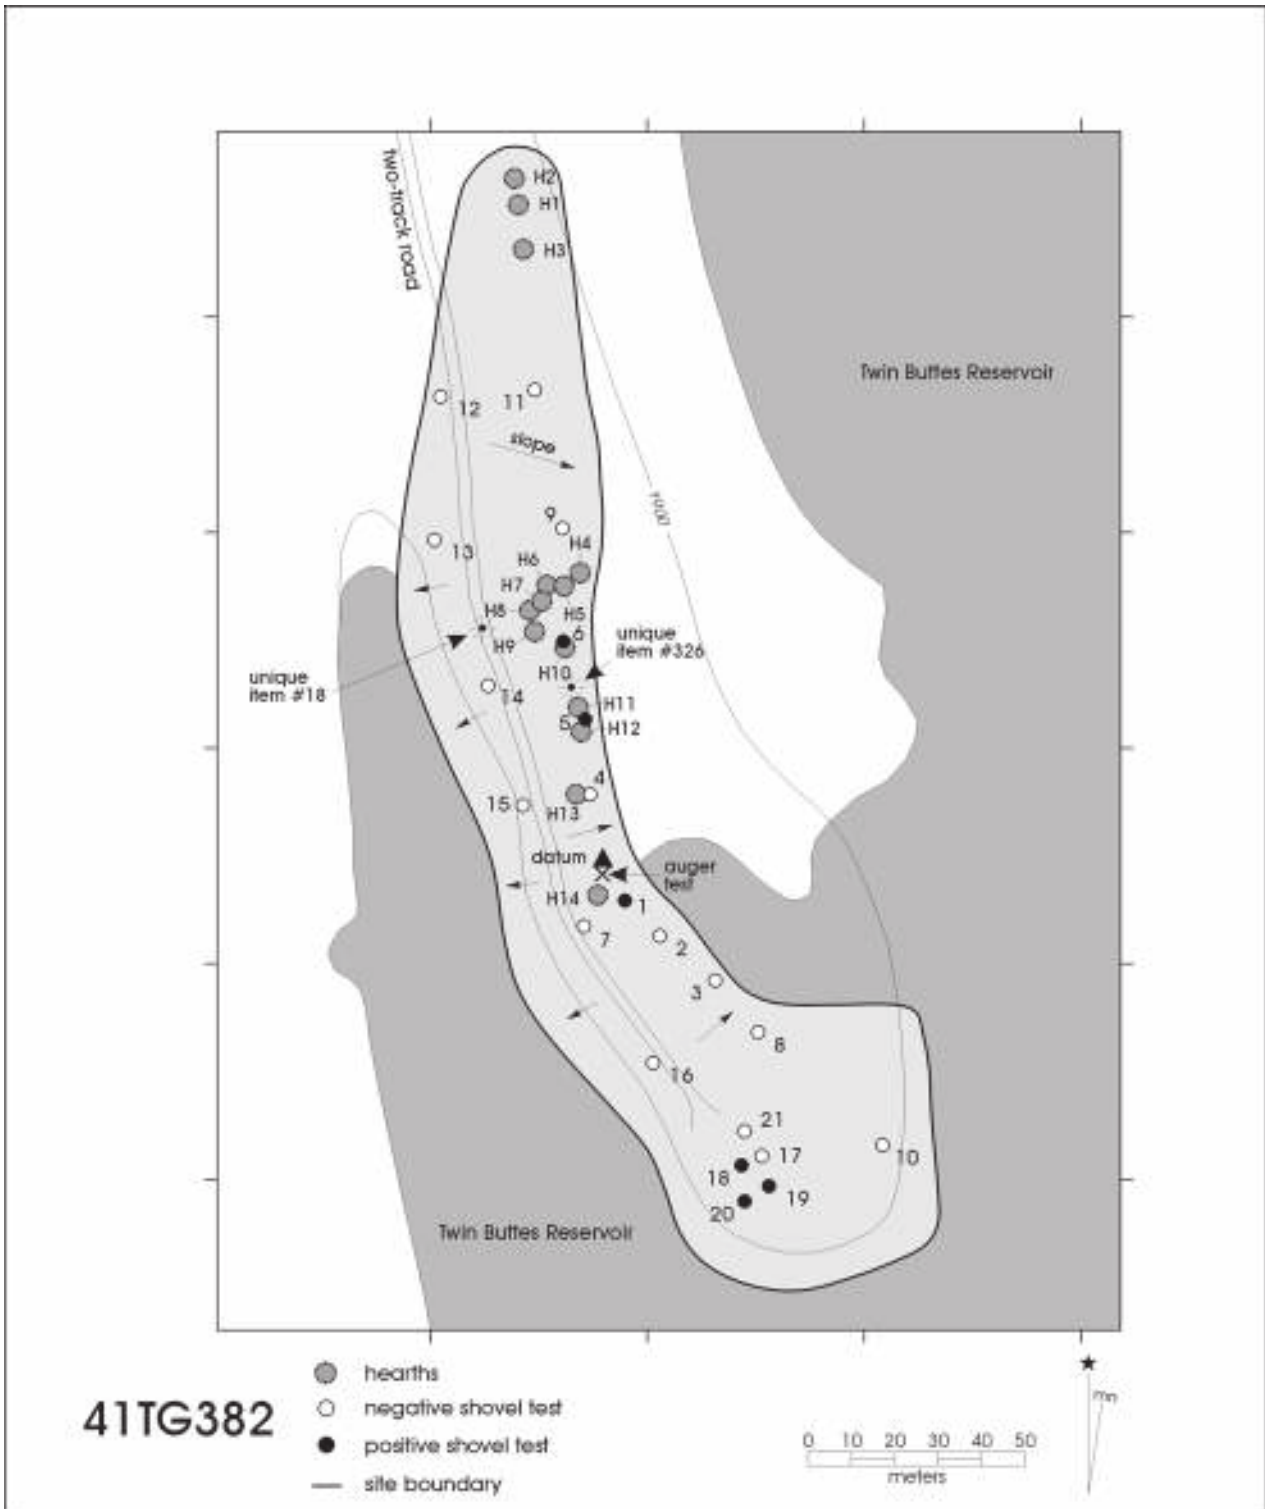 two-track road
H2
H1
H3
Twin Buttes Reservoir
12
11
slope
1900
9
H4
13
H6
H7
H5
H8
6
unique
item #326
H9
H10
unique
item #18
14
H11
5
H12
4
15
H13
datum
auger
test
H14
1
7
2
3
8
16
21
17
10
18
19
20
Twin Buttes Reservoir
41TG382
hearths
negative shovel test
positive shovel test
site boundary
mn
0 10 20 30 40 50
meters